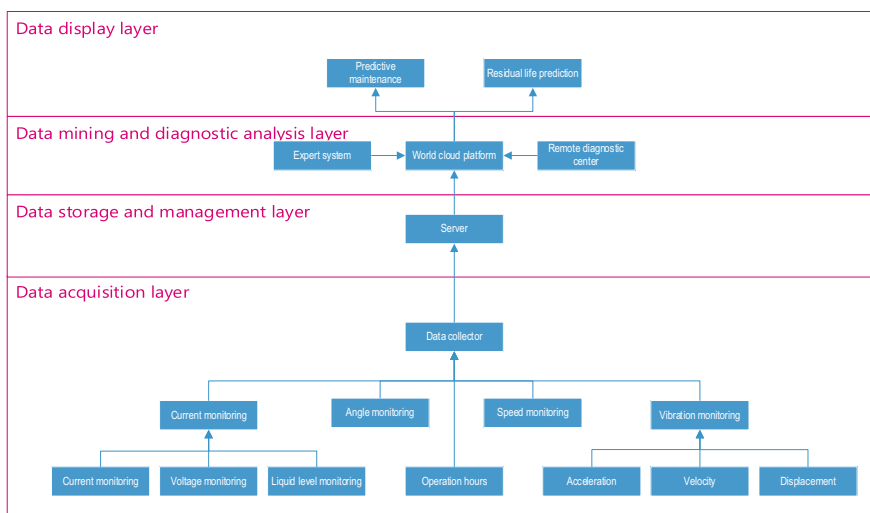 Data display layer
Predictive
maintenance
Residual life prediction
Data mining and diagnostic analysis layer
Expert system
World cloud platform
Remote diagnostic
center
Data storage and management layer
Server
Data acquisition layer
Data collector
Current monitoring
Angle monitoring
Speed monitoring
Vibration monitoring
Current monitoring
Voltage monitoring
Liquid level monitoring
Operation hours
Acceleration
Velocity
Displacement